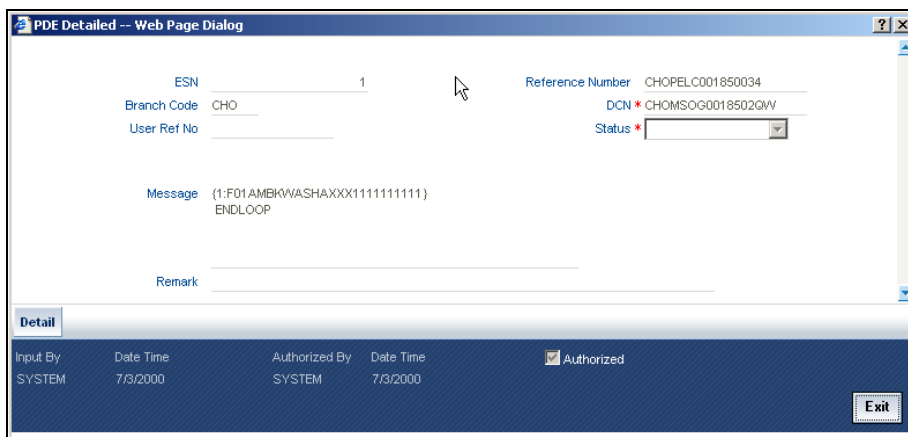 PDE Detailed -- Web Page Dialog
ESN 1 Reference Number CHOPELC001850034
Branch Code CHO DCN * CHOMSOG0018502QW
User Ref No Status *
Message {1:F01AMBKWASHAXXX1111111111}
ENDLOOP
Remark
Detail
Input By Date Time Authorized By Date Time Authorized
SYSTEM 7/3/2000 SYSTEM 7/3/2000
Exit